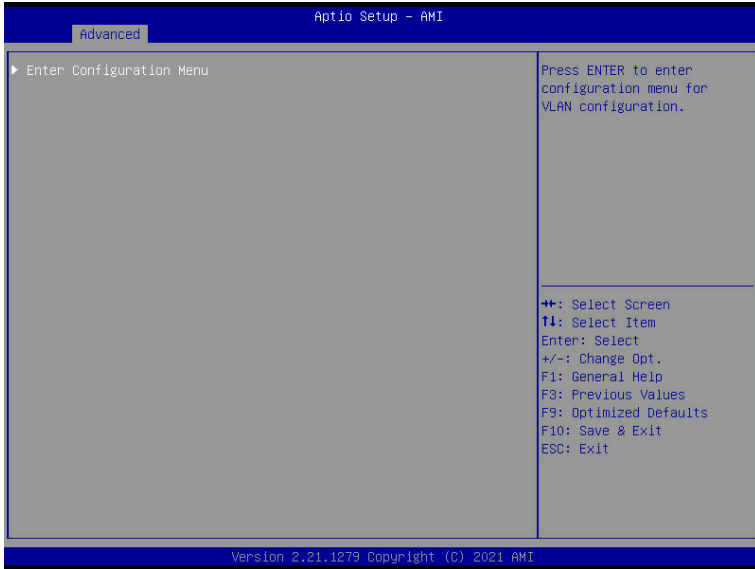 Aptio Setup – AMI
Advanced
▶ Enter Configuration Menu
Press ENTER to enter
configuration menu for
VLAN configuration.
→←: Select Screen
↑↓: Select Item
Enter: Select
+/–: Change Opt.
F1: General Help
F3: Previous Values
F9: Optimized Defaults
F10: Save & Exit
ESC: Exit
Version 2.21.1279 Copyright (C) 2021 AMI